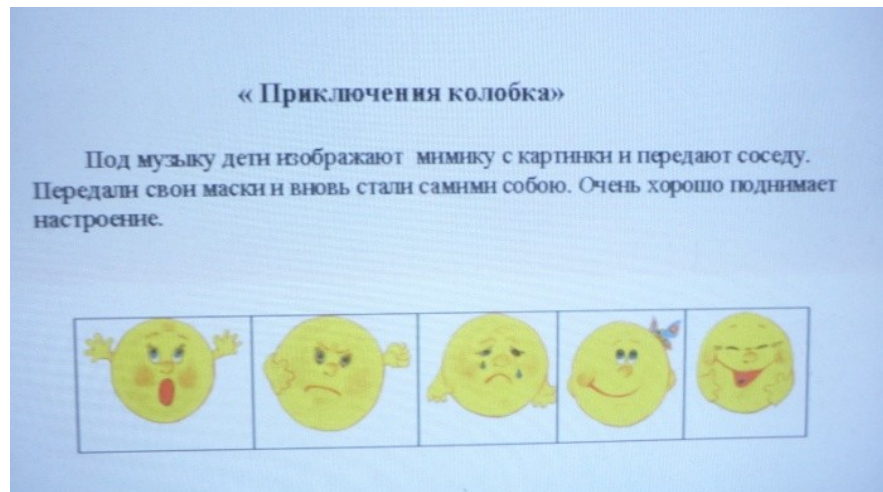 « Приключения колобка»
Под музыку дети изображают мимику с картинки и передают соседу.
Передали свои маски и вновь стали самими собою. Очень хорошо поднимает
настроение.